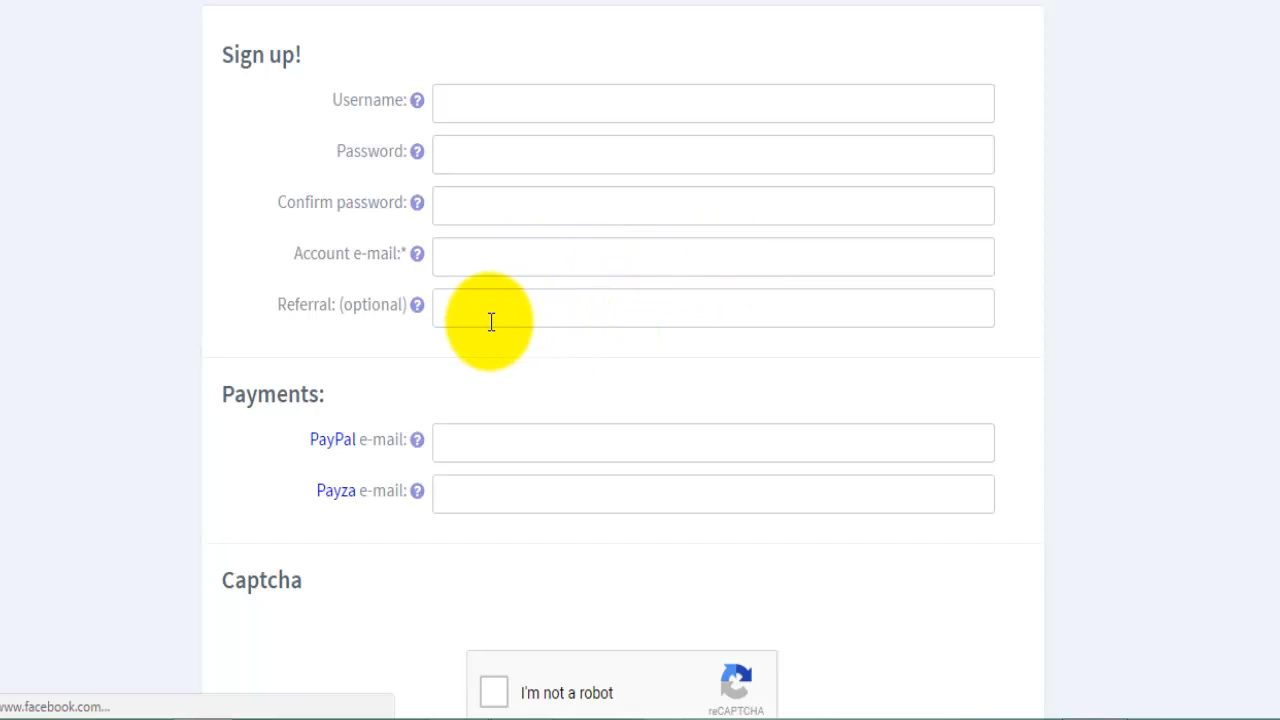 Sign up!
Username: ?
Password: ?
Confirm password: ?
Account e-mail:* ?
Referral: (optional) ?
Payments:
PayPal e-mail: ?
Payza e-mail: ?
Captcha
I'm not a robot
reCAPTCHA
www.facebook.com...